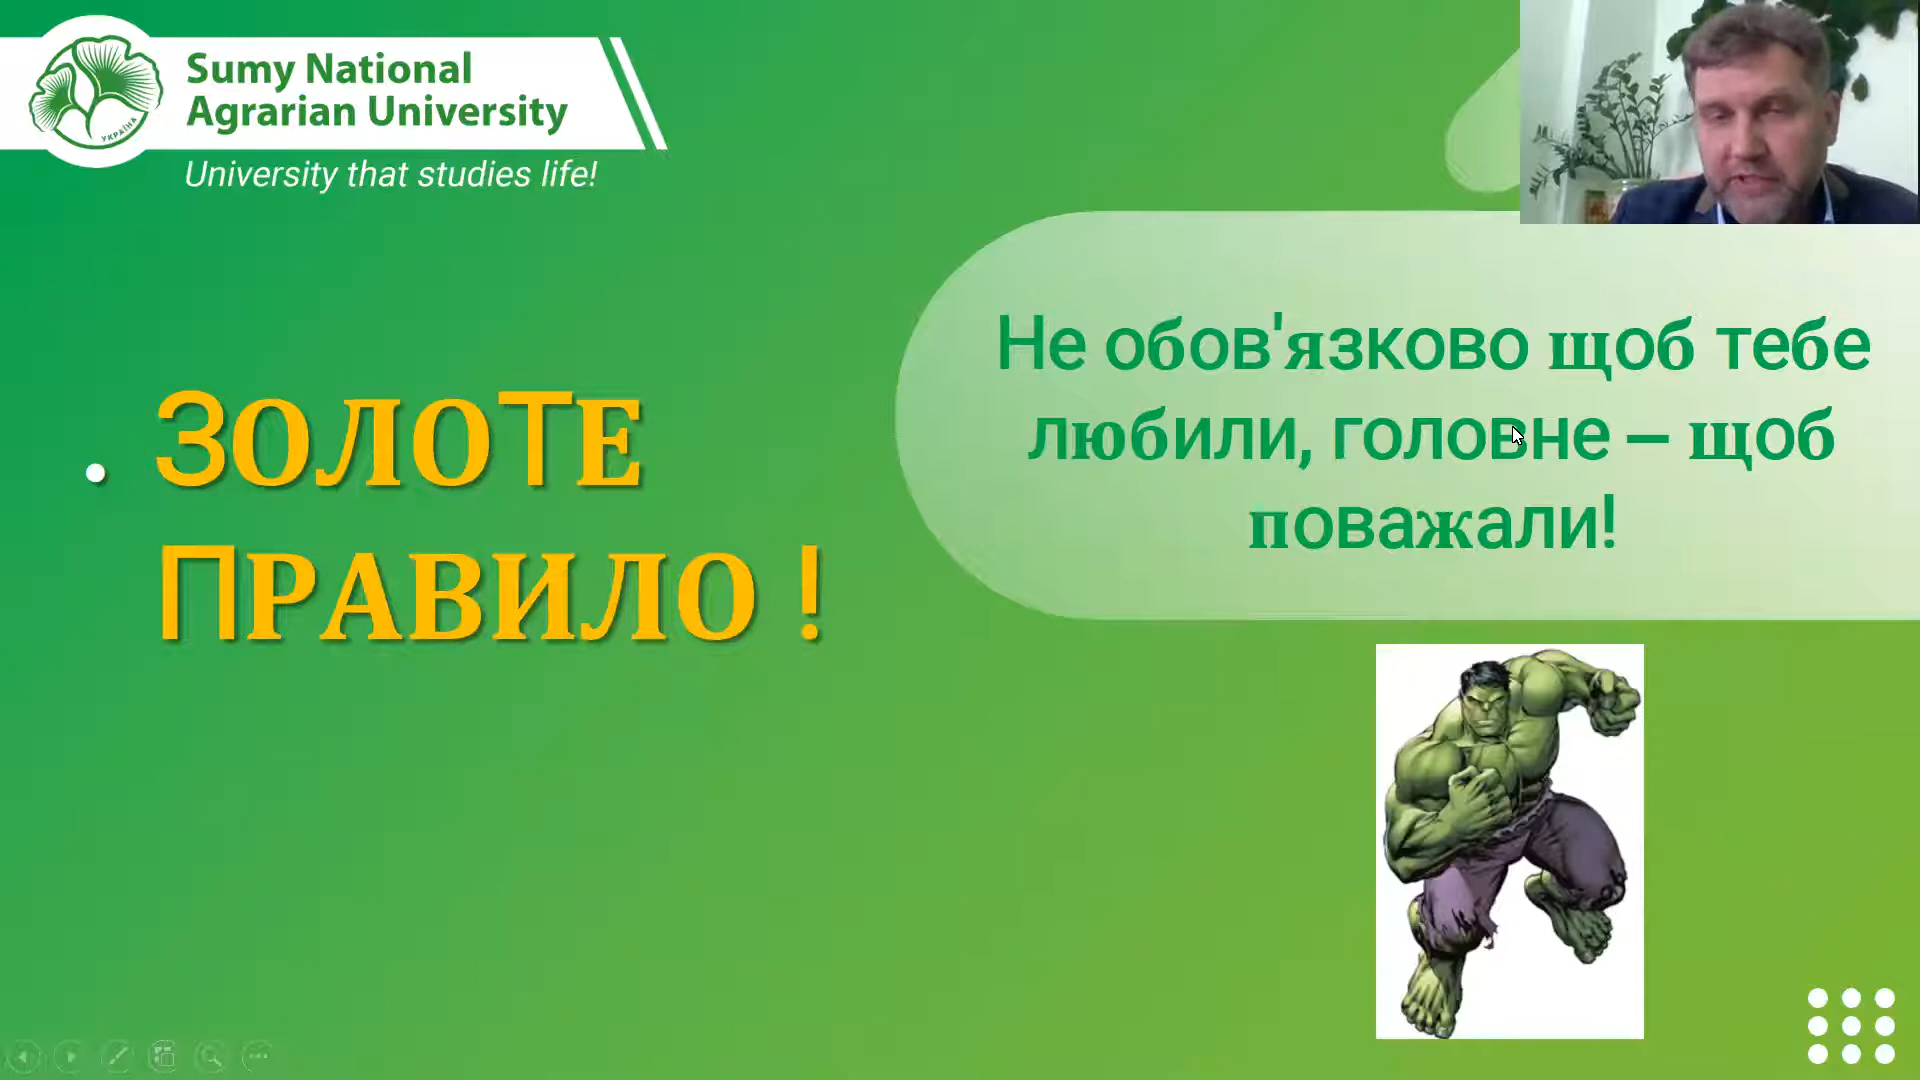 Sumy National
Agrarian University
УКРАЇНА
University that studies life!
ЗОЛОТЕ
ПРАВИЛО !
Не обов'язково щоб тебе
любили, головне – щоб
поважали!